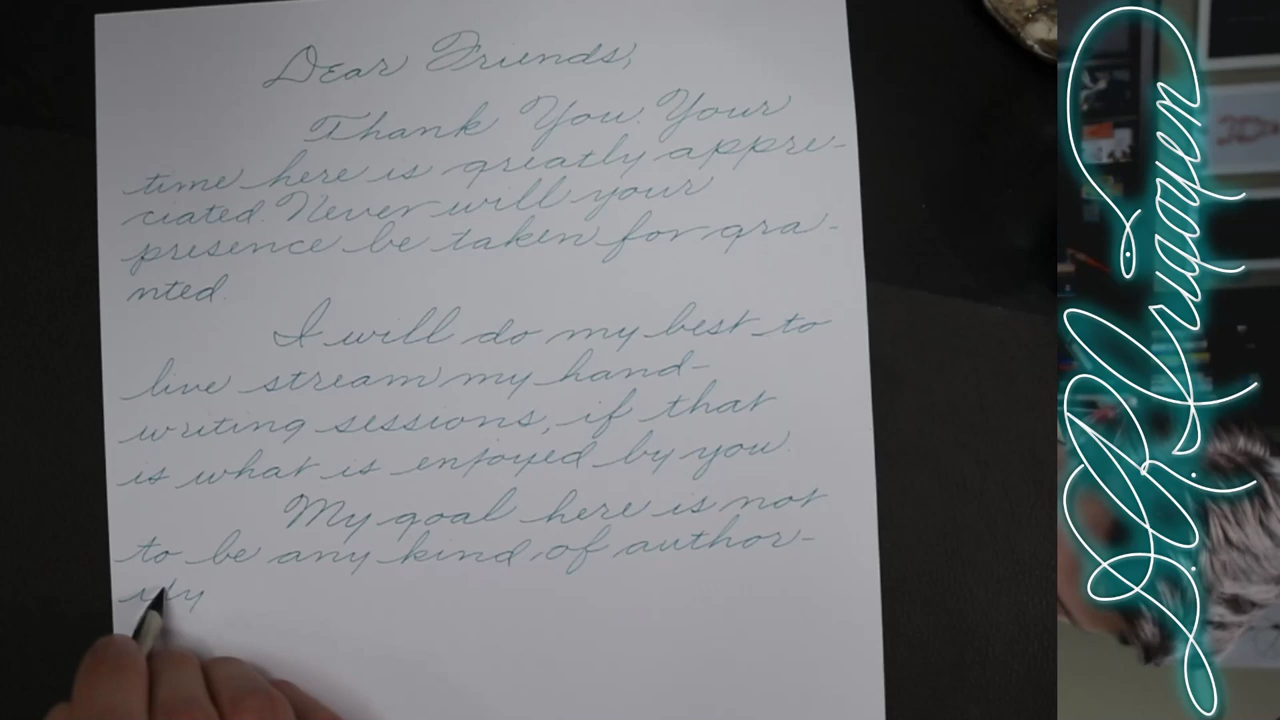 Dear Friends,
Thank You. Your
time here is greatly appre-
ciated. Never will your
presence be taken for gra-
nted.
I will do my best to
live stream my hand-
writing sessions, if that
is what is enjoyed by you.
My goal here is not
to be any kind of author-
ity